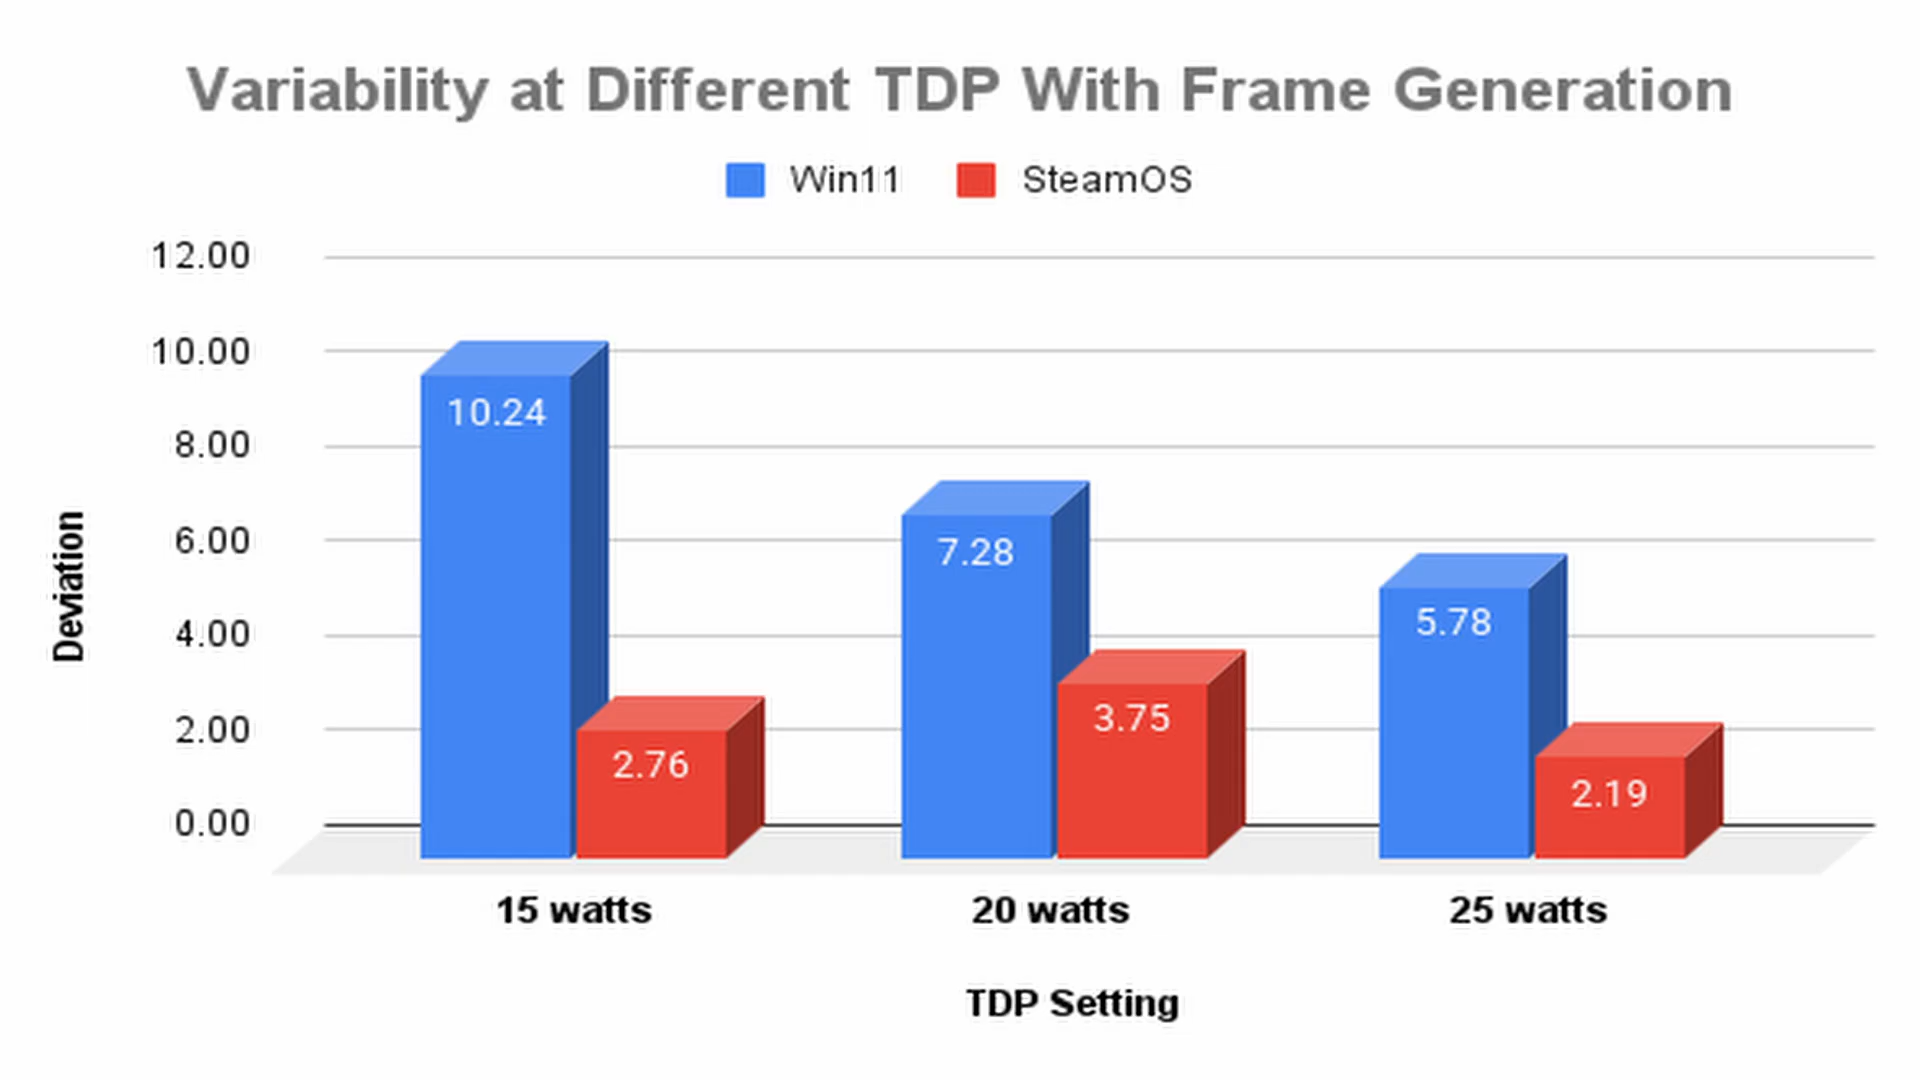 Variability at Different TDP With Frame Generation
Win11 SteamOS
12.00
10.00
8.00
6.00
4.00
2.00
0.00
Deviation
10.24
2.76
7.28
3.75
5.78
2.19
15 watts 20 watts 25 watts
TDP Setting